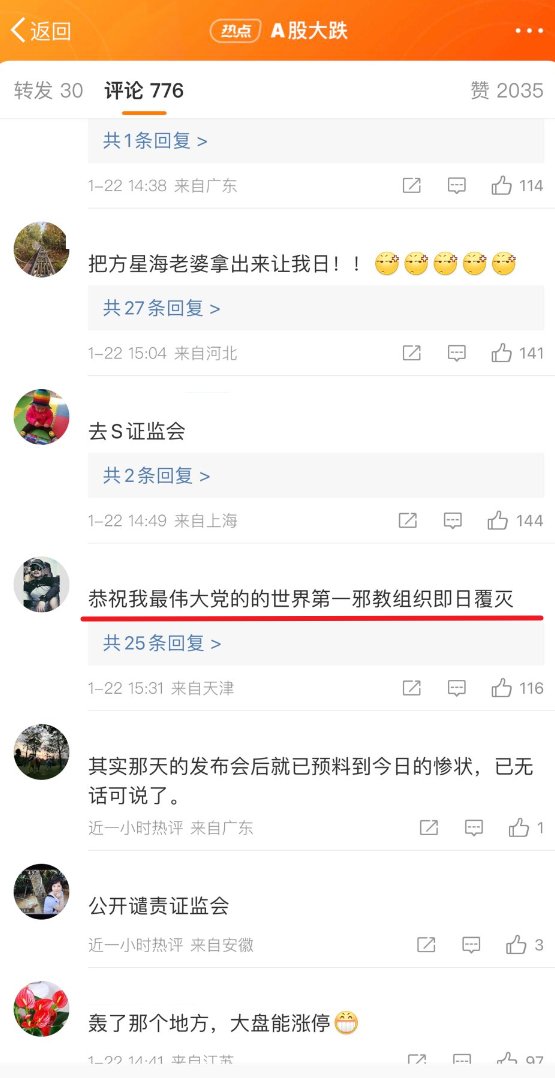 返回
热点 A股大跌
转发 30 评论 776 赞 2035
共1条回复 >
1-22 14:38 来自广东 114
把方星海老婆拿出来让我日！！
共27条回复 >
1-22 15:04 来自河北 141
去S证监会
共2条回复 >
1-22 14:49 来自上海 144
恭祝我最伟大党的的世界第一邪教组织即日覆灭
共25条回复 >
1-22 15:31 来自天津 116
其实那天的发布会后就已预料到今日的惨状，已无
话可说了。
近一小时热评 来自广东 1
公开谴责证监会
近一小时热评 来自安徽 3
轰了那个地方，大盘能涨停
1-22 14:41 来自江苏 97